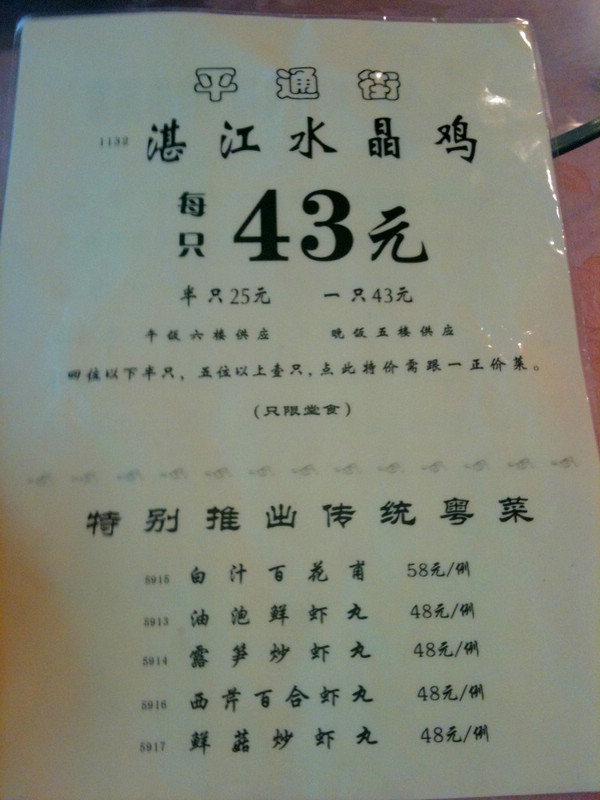 平通街
1132 湛江水晶鸡
每只 43元
半只25元 一只43元
午饭六楼供应 晚饭五楼供应
四位以下半只，五位以上壹只，点此特价需跟一正价菜。
（只限堂食）
特别推出传统粤菜
5915 白汁百花甫 58元/例
5913 油泡鲜虾丸 48元/例
5914 露笋炒虾丸 48元/例
5916 西芹百合虾丸 48元/例
5917 鲜菇炒虾丸 48元/例